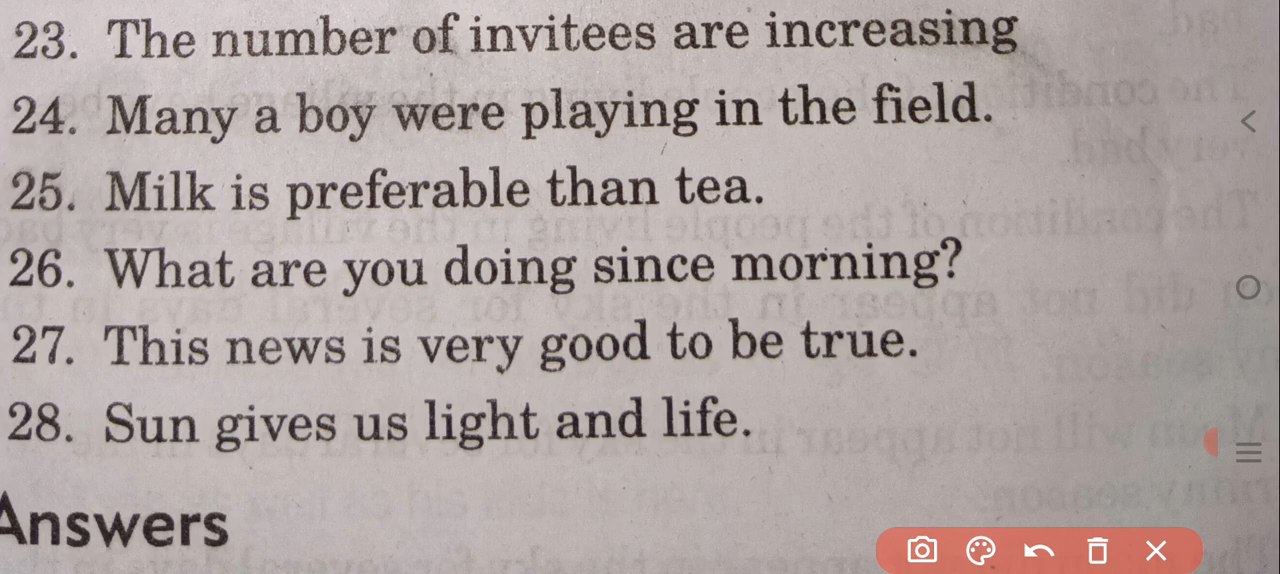 23. The number of invitees are increasing
24. Many a boy were playing in the field.
25. Milk is preferable than tea.
26. What are you doing since morning?
27. This news is very good to be true.
28. Sun gives us light and life.
Answers